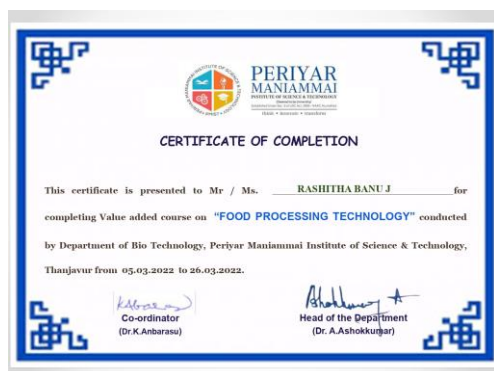 PERIYAR
MANIAMMAI
INSTITUTE OF SCIENCE & TECHNOLOGY
think • innovate • transform
CERTIFICATE OF COMPLETION
This certificate is presented to Mr / Ms. RASHITHA BANU J for
completing Value added course on "FOOD PROCESSING TECHNOLOGY" conducted
by Department of Bio Technology, Periyar Maniammai Institute of Science & Technology,
Thanjavur from 05.03.2022 to 26.03.2022.
Co-ordinator
(Dr.K.Anbarasu)
Head of the Department
(Dr. A.Ashokkumar)